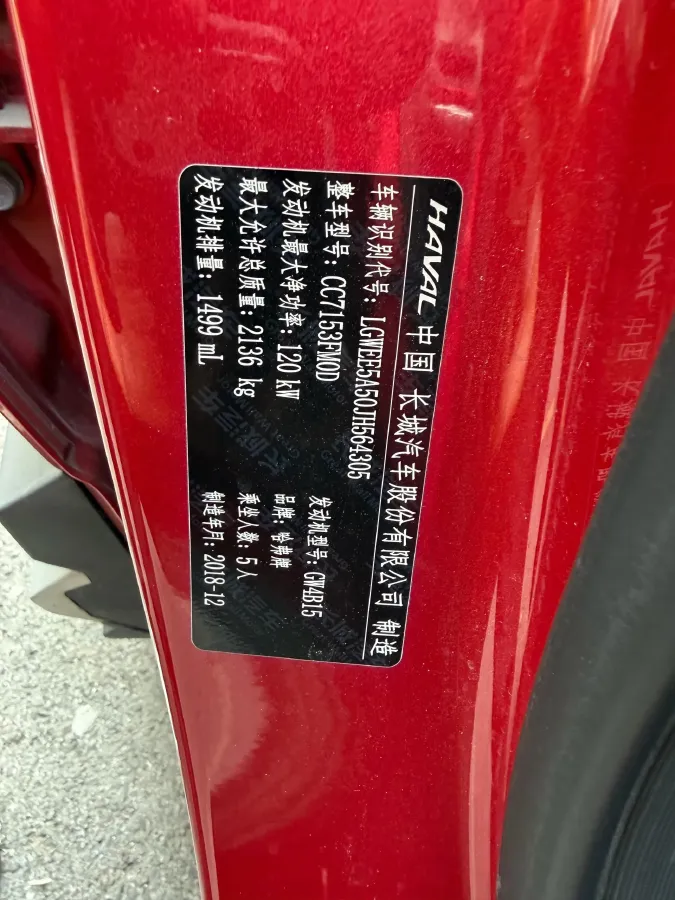 HAVAL 中国 长城汽车股份有限公司 制造
车辆识别代号：LGWEE5A50JH564305
整车型号：CC7153FM0D 发动机型号：GW4B15
发动机最大净功率：120 kW 品牌：哈弗牌
最大允许总质量：2136 kg 乘坐人数：5人
发动机排量：1499 mL 制造年月：2018-12